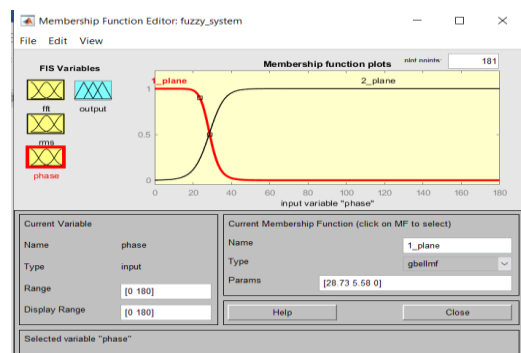 Membership Function Editor: fuzzy_system
File Edit View
FIS Variables
fft
output
rms
phase
Membership function plots
plot points:
181
1_plane
2_plane
1
0.5
0
0 20 40 60 80 100 120 140 160 180
input variable "phase"
Current Variable
Name phase
Type input
Range [0 180]
Display Range [0 180]
Current Membership Function (click on MF to select)
Name 1_plane
Type gbellmf
Params [28.73 5.58 0]
Help Close
Selected variable "phase"